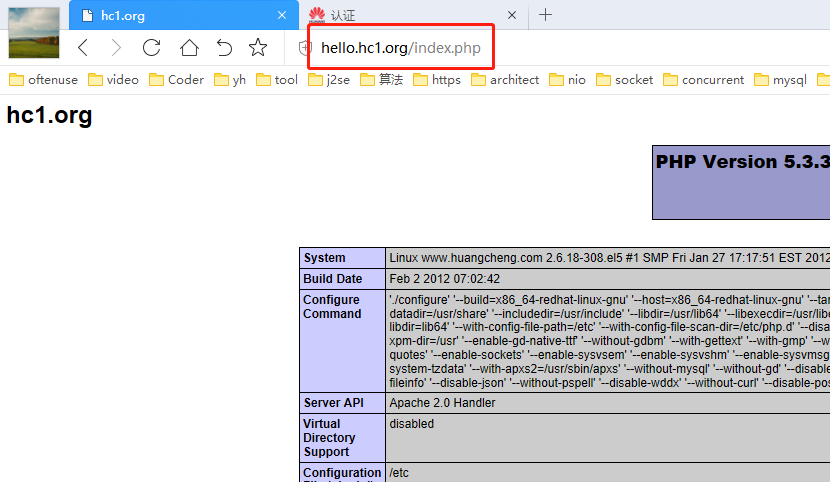 hc1.org
认证
hello.hc1.org/index.php
oftenuse video Coder yh tool j2se 算法 https architect nio socket concurrent mysql
hc1.org
PHP Version 5.3.3
System Linux www.huangcheng.com 2.6.18-308.el5 #1 SMP Fri Jan 27 17:17:51 EST 2012
Build Date Feb 2 2012 07:02:42
Configure Command './configure' '--build=x86_64-redhat-linux-gnu' '--host=x86_64-redhat-linux-gnu' '--tar
datadir=/usr/share' '--includedir=/usr/include' '--libdir=/usr/lib64' '--libexecdir=/usr/libe
libdir=lib64' '--with-config-file-path=/etc' '--with-config-file-scan-dir=/etc/php.d' '--disa
xpm-dir=/usr' '--enable-gd-native-ttf' '--without-gdbm' '--with-gettext' '--with-gmp' '--w
quotes' '--enable-sockets' '--enable-sysvsem' '--enable-sysvshm' '--enable-sysvmsg
system-tzdata' '--with-apxs2=/usr/sbin/apxs' '--without-mysql' '--without-gd' '--disab
fileinfo' '--disable-json' '--without-pspell' '--disable-wddx' '--without-curl' '--disable-pos
Server API Apache 2.0 Handler
Virtual Directory Support disabled
Configuration /etc